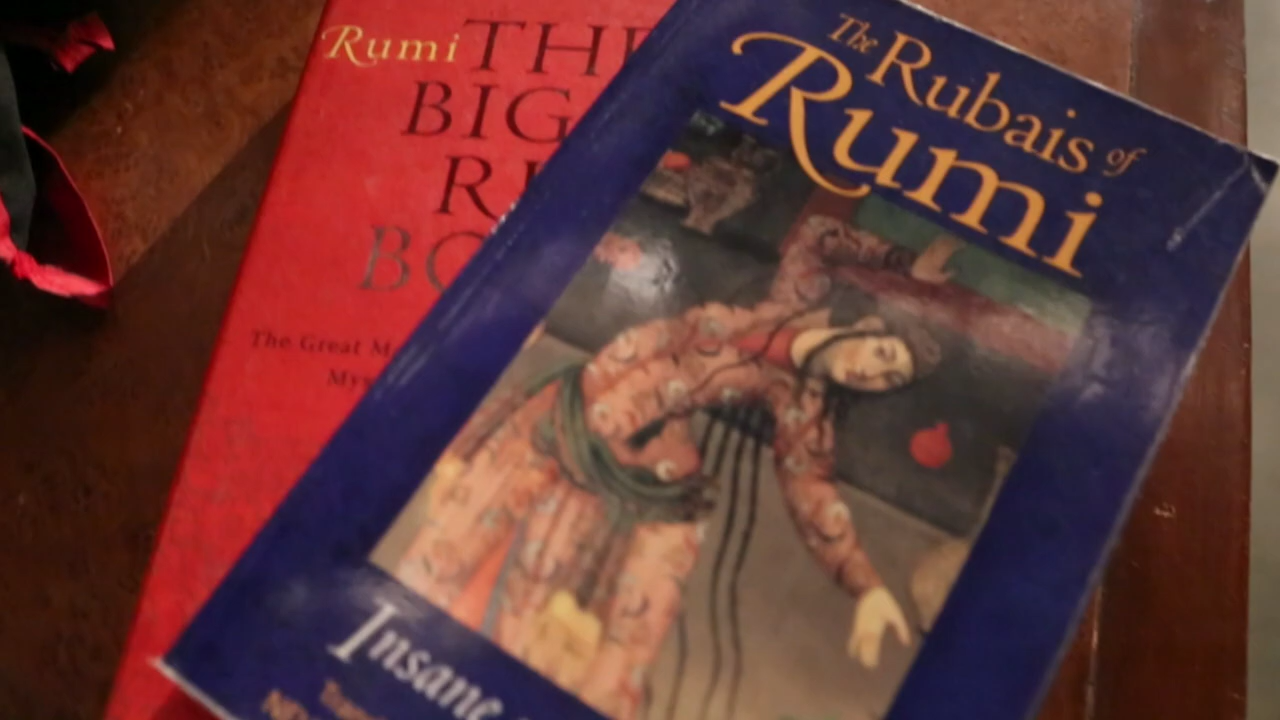 Rumi THE
BIG
R
BO
The Great M
Mys
The Rubais of
Rumi
Insane